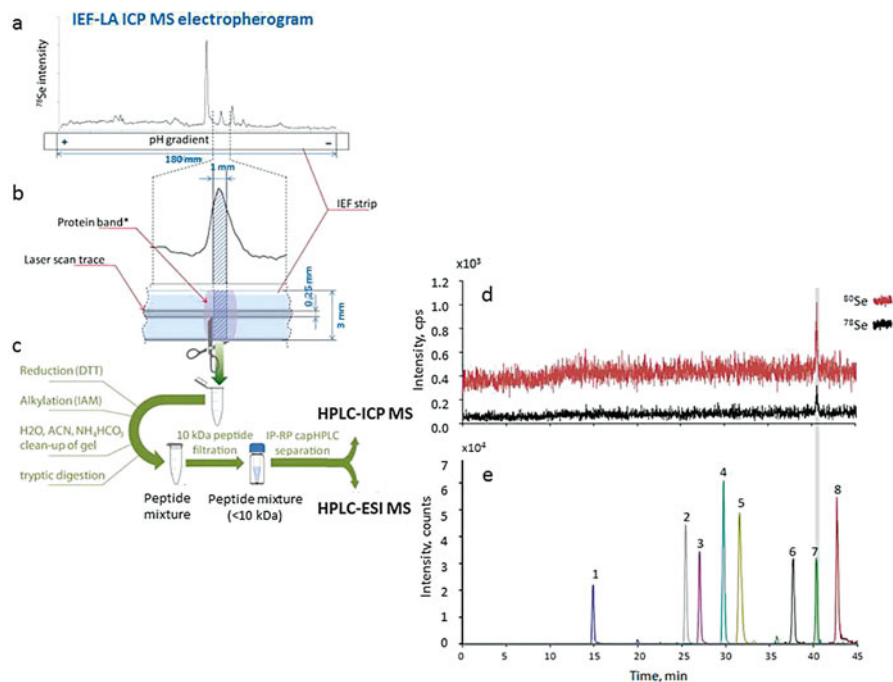 a
IEF-LA ICP MS electropherogram
⁷⁸Se intensity
+
pH gradient
-
180 mm
1 mm
b
IEF strip
Protein band*
Laser scan trace
0.25 mm
3 mm
c
Reduction (DTT)
Alkylation (IAM)
H2O, ACN, NH₄HCO₃
clean-up of gel
tryptic digestion
Peptide
mixture
10 kDa peptide
filtration
Peptide mixture
(<10 kDa)
IP-RP capHPLC
separation
HPLC-ICP MS
HPLC-ESI MS
x10³
d
⁸⁰Se
⁷⁸Se
Intensity, cps
1.2
1.0
0.8
0.6
0.4
0.2
0.0
x10⁴
e
Intensity, counts
7
6
5
4
3
2
1
0
1
2
3
4
5
6
7
8
0 5 10 15 20 25 30 35 40 45
Time, min